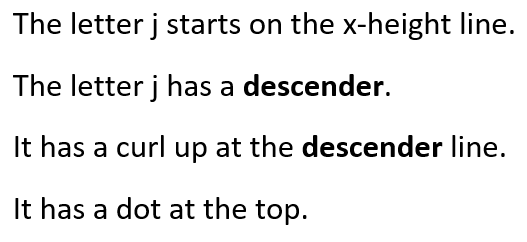 The letter j starts on the x-height line.
The letter j has a descender.
It has a curl up at the descender line.
It has a dot at the top.